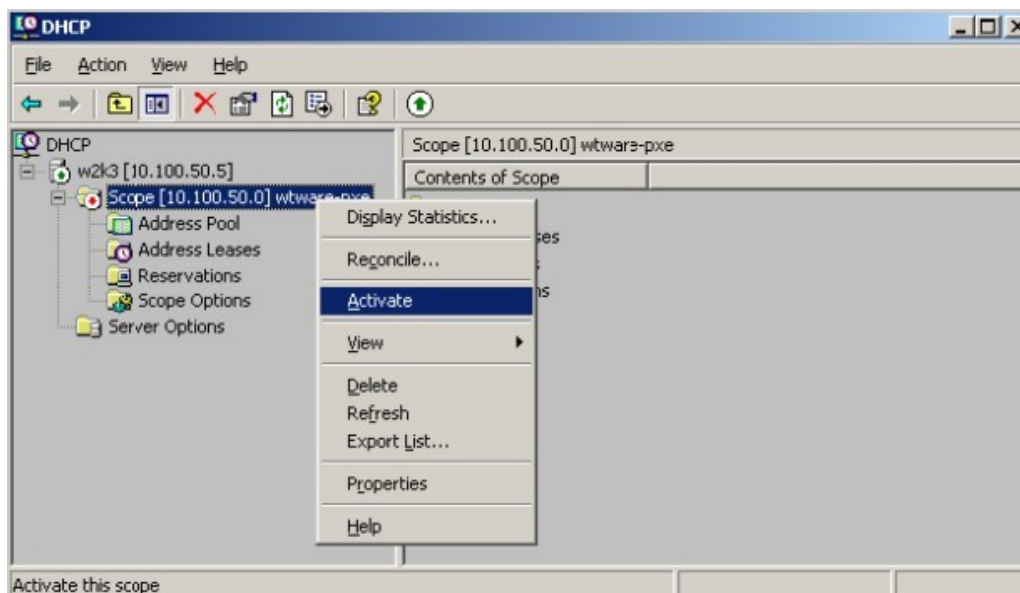 DHCP
File Action View Help
DHCP
Scope [10.100.50.0] wtware-pxe
w2k3 [10.100.50.5]
Contents of Scope
Scope [10.100.50.0] wtware-pxe
Address Pool
Address Leases
Reservations
Scope Options
Server Options
Display Statistics...
Reconcile...
Activate
View
Delete
Refresh
Export List...
Properties
Help
ses
s
ns
Activate this scope